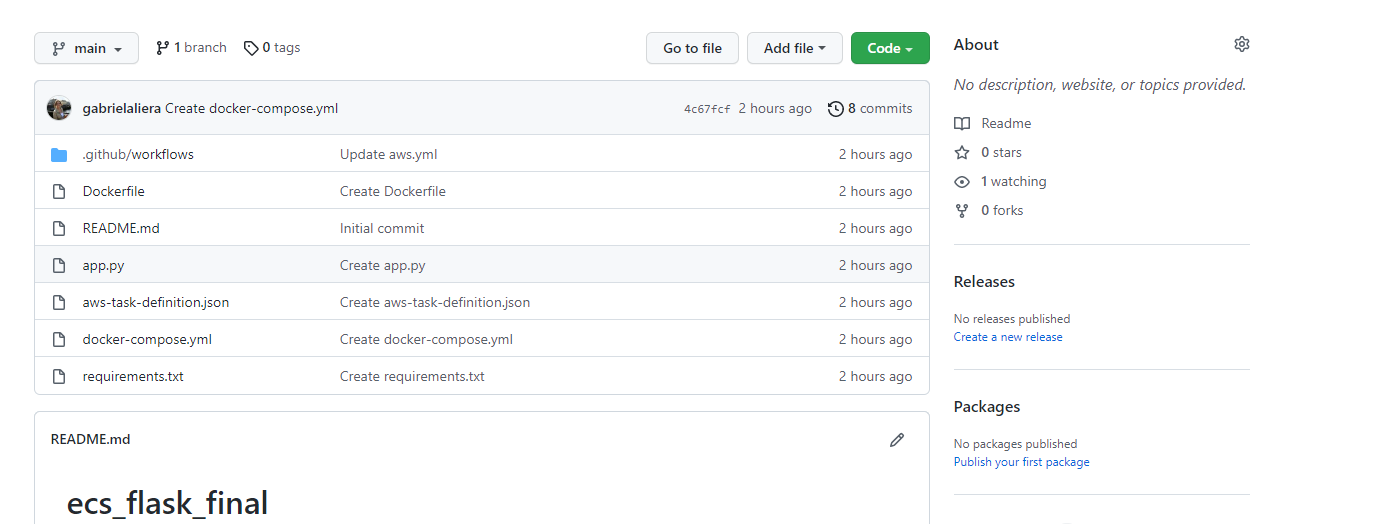 main 1 branch 0 tags Go to file Add file Code
gabrielaliera Create docker-compose.yml 4c67fcf 2 hours ago 8 commits
.github/workflows Update aws.yml 2 hours ago
Dockerfile Create Dockerfile 2 hours ago
README.md Initial commit 2 hours ago
app.py Create app.py 2 hours ago
aws-task-definition.json Create aws-task-definition.json 2 hours ago
docker-compose.yml Create docker-compose.yml 2 hours ago
requirements.txt Create requirements.txt 2 hours ago
README.md
ecs_flask_final
About
No description, website, or topics provided.
Readme
0 stars
1 watching
0 forks
Releases
No releases published
Create a new release
Packages
No packages published
Publish your first package